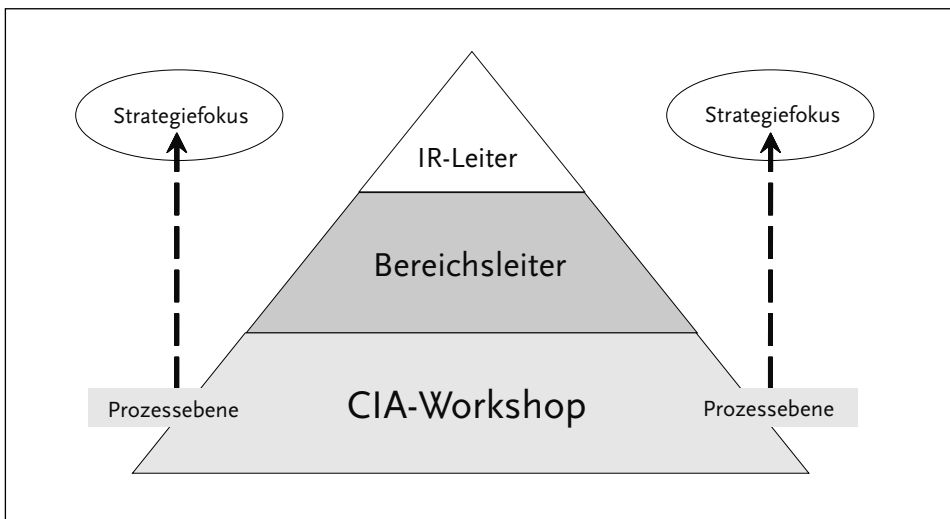 Strategiefokus
Strategiefokus
IR-Leiter
Bereichsleiter
CIA-Workshop
Prozessebene
Prozessebene